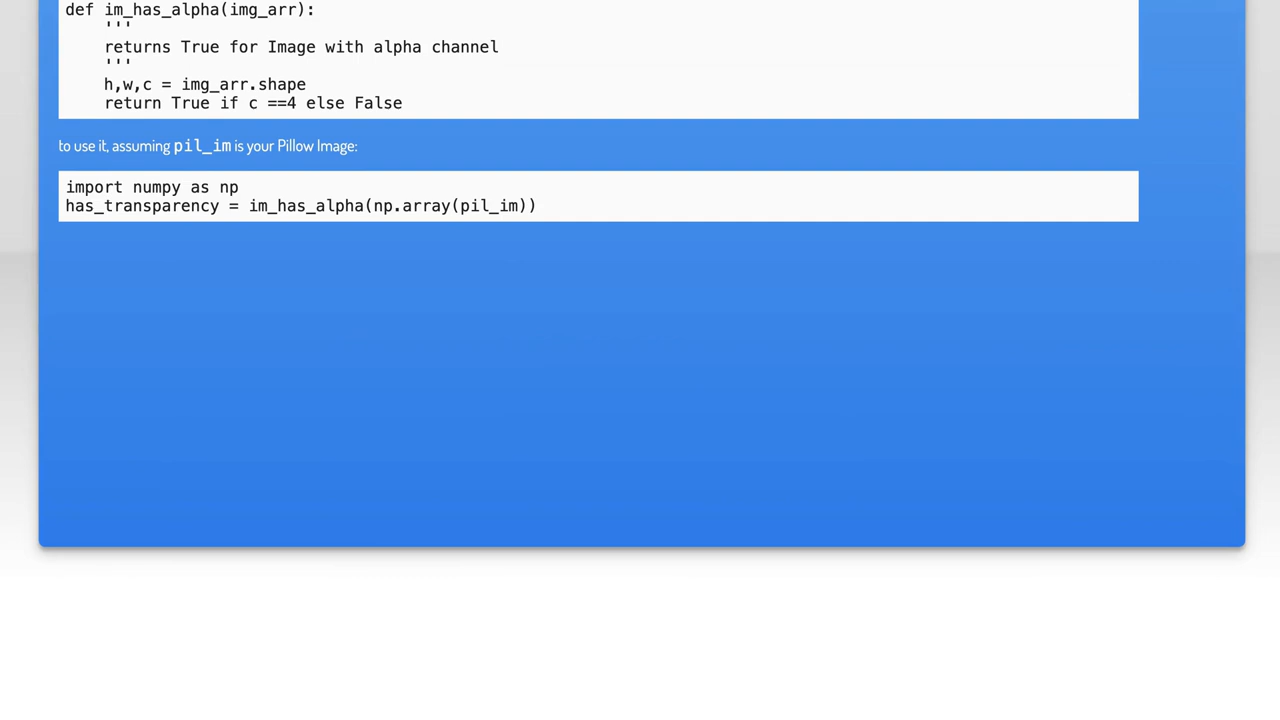 def im_has_alpha(img_arr):
    '''
    returns True for Image with alpha channel
    '''
    h,w,c = img_arr.shape
    return True if c ==4 else False
to use it, assuming pil_im is your Pillow Image:
import numpy as np
has_transparency = im_has_alpha(np.array(pil_im))